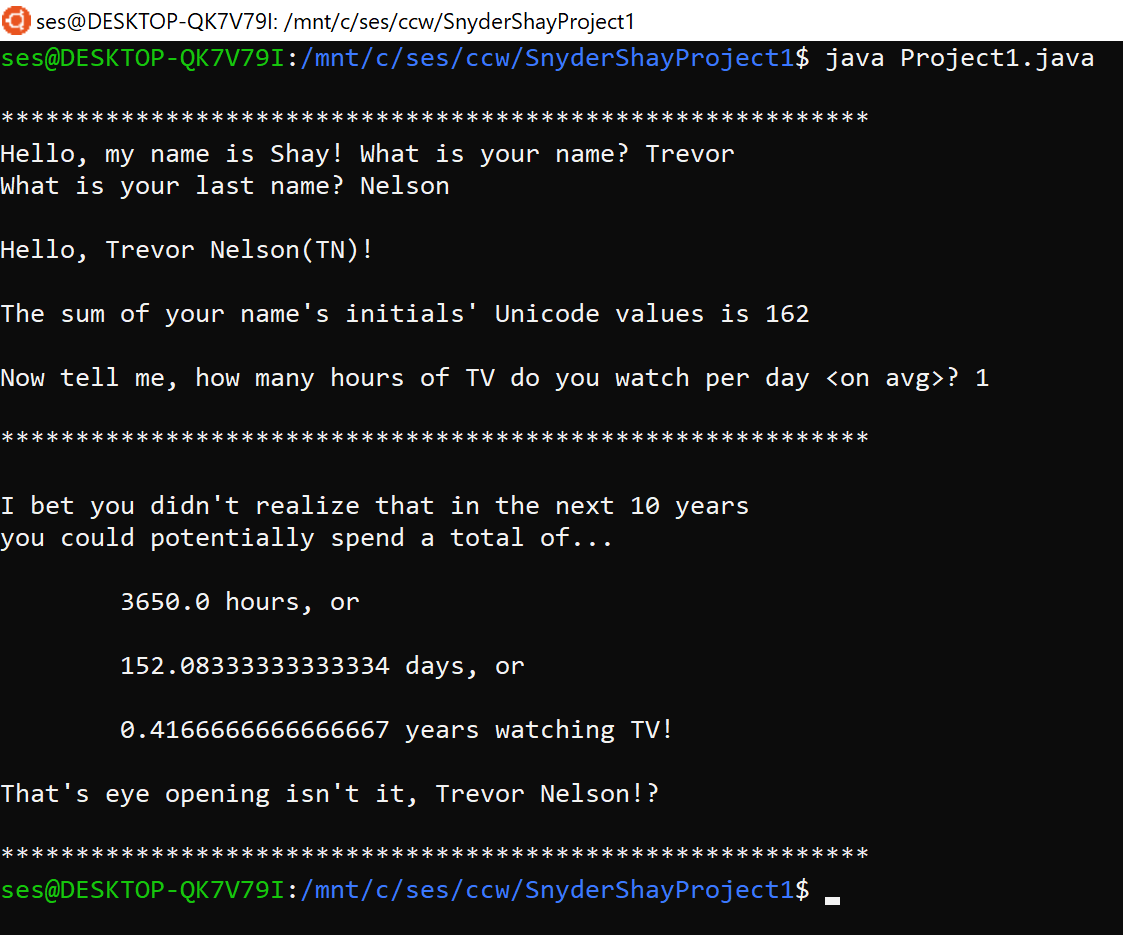 ses@DESKTOP-QK7V79I: /mnt/c/ses/ccw/SnyderShayProject1
ses@DESKTOP-QK7V79I:/mnt/c/ses/ccw/SnyderShayProject1$ java Project1.java
**********************************************************
Hello, my name is Shay! What is your name? Trevor
What is your last name? Nelson
Hello, Trevor Nelson(TN)!
The sum of your name's initials' Unicode values is 162
Now tell me, how many hours of TV do you watch per day <on avg>? 1
**********************************************************
I bet you didn't realize that in the next 10 years
you could potentially spend a total of...
3650.0 hours, or
152.08333333333334 days, or
0.4166666666666667 years watching TV!
That's eye opening isn't it, Trevor Nelson!?
**********************************************************
ses@DESKTOP-QK7V79I:/mnt/c/ses/ccw/SnyderShayProject1$